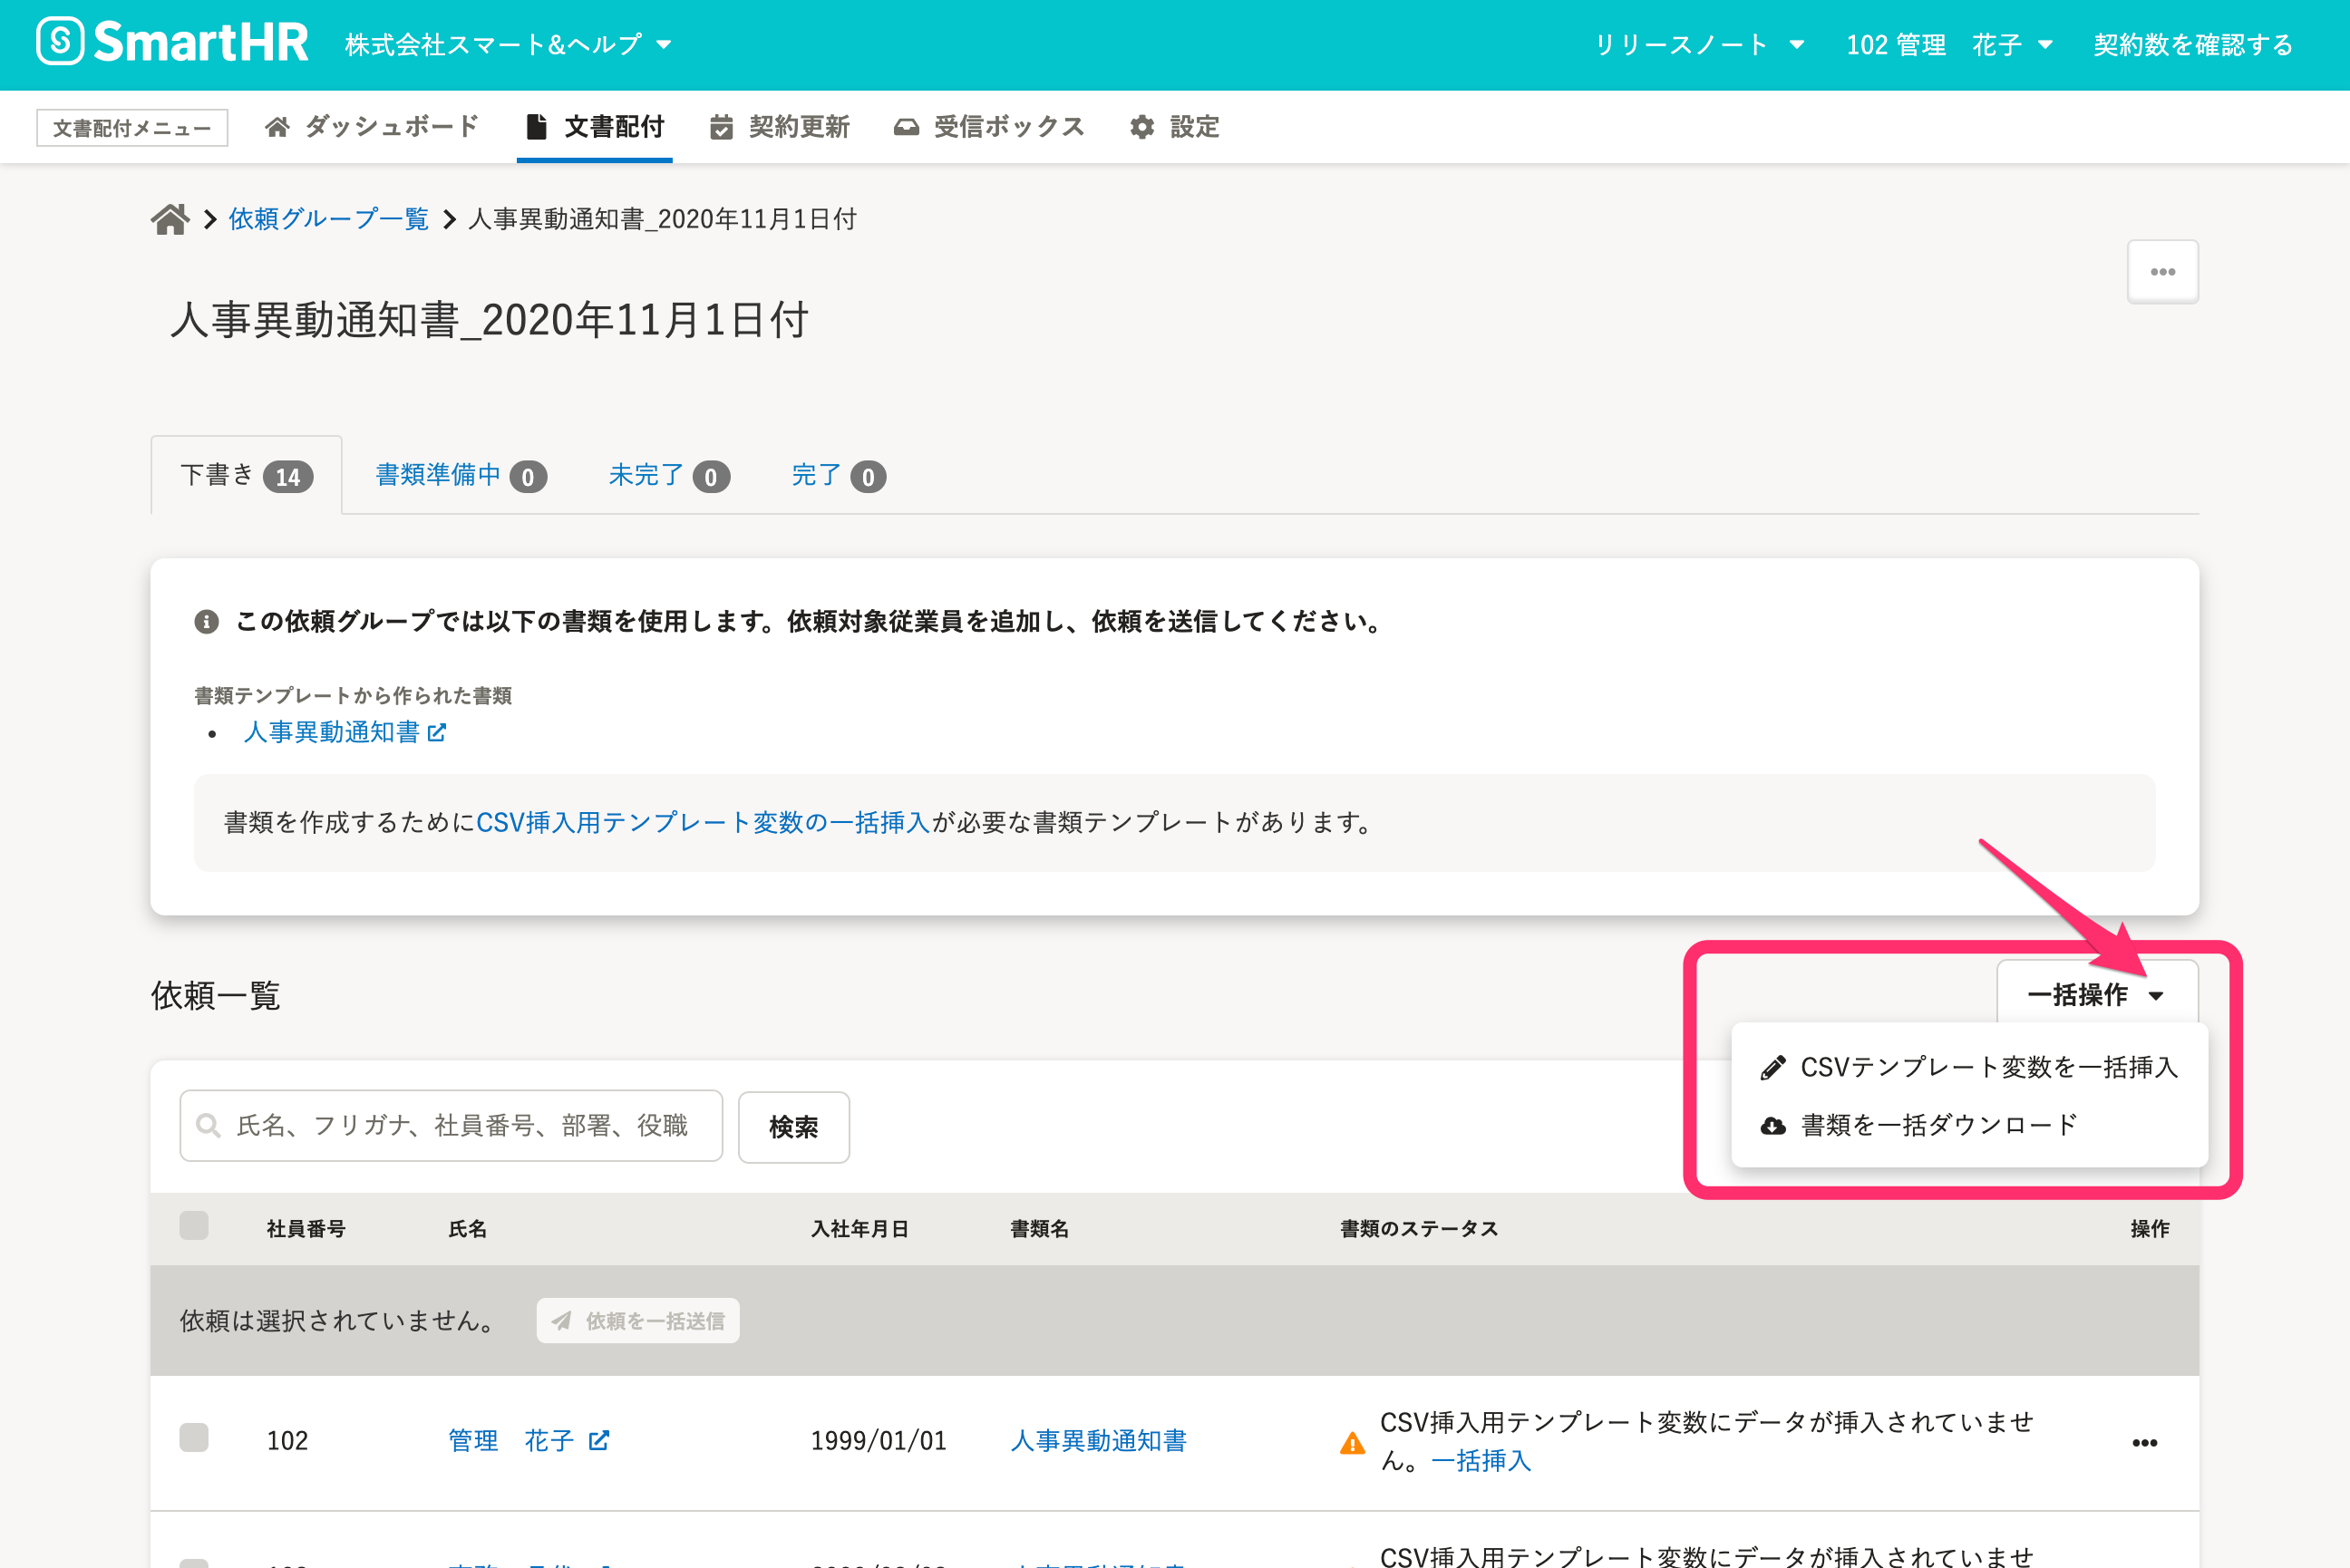 SmartHR 株式会社スマート&ヘルプ リリースノート 102 管理 花子 契約数を確認する
文書配付メニュー ダッシュボード 文書配付 契約更新 受信ボックス 設定
依頼グループ一覧 人事異動通知書_2020年11月1日付
人事異動通知書_2020年11月1日付
下書き 14 書類準備中 0 未完了 0 完了 0
この依頼グループでは以下の書類を使用します。依頼対象従業員を追加し、依頼を送信してください。
書類テンプレートから作られた書類
• 人事異動通知書
書類を作成するためにCSV挿入用テンプレート変数の一括挿入が必要な書類テンプレートがあります。
依頼一覧 一括操作
CSVテンプレート変数を一括挿入
書類を一括ダウンロード
氏名、フリガナ、社員番号、部署、役職 検索
社員番号 氏名 入社年月日 書類名 書類のステータス 操作
依頼は選択されていません。 依頼を一括送信
102 管理 花子 1999/01/01 人事異動通知書 CSV挿入用テンプレート変数にデータが挿入されていませ
ん。一括挿入
CSV挿入用テンプレート変数にデータが挿入されていませ